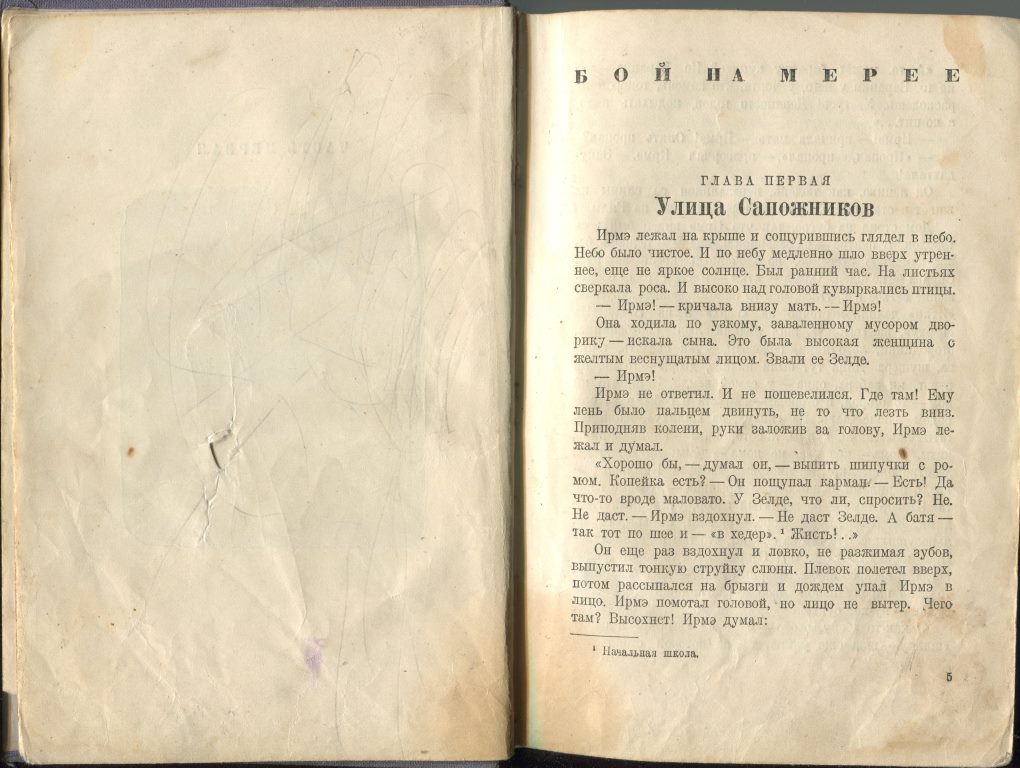 БОЙ НА МЕРЕЕ
ГЛАВА ПЕРВАЯ
Улица Сапожников
Ирмэ лежал на крыше и сощурившись глядел в небо.
Небо было чистое. И по небу медленно шло вверх утрен-
нее, еще не яркое солнце. Был ранний час. На листьях
сверкала роса. И высоко над головой кувыркались птицы.
— Ирмэ! — кричала внизу мать. — Ирмэ!
Она ходила по узкому, заваленному мусором дво-
рику — искала сына. Это была высокая женщина с
желтым веснущатым лицом. Звали ее Зелде.
— Ирмэ!
Ирмэ не ответил. И не пошевелился. Где там! Ему
лень было пальцем двинуть, не то что лезть вниз.
Приподняв колени, руки заложив за голову, Ирмэ ле-
жал и думал.
«Хорошо бы, — думал он, — выпить шипучки с ро-
мом. Копейка есть? — Он пощупал карман. — Есть! Да
что-то вроде маловато. У Зелде, что ли, спросить? Не.
Не даст. — Ирмэ вздохнул. — Не даст Зелде. А батя —
так тот по шее и — «в хедер». ¹ Жисть!..»
Он еще раз вздохнул и ловко, не разжимая зубов,
выпустил тонкую струйку слюны. Плевок полетел вверх,
потом рассыпался на брызги и дождем упал Ирмэ в
лицо. Ирмэ помотал головой, но лицо не вытер. Чего
там? Высохнет! Ирмэ думал:
¹ Начальная школа.
5